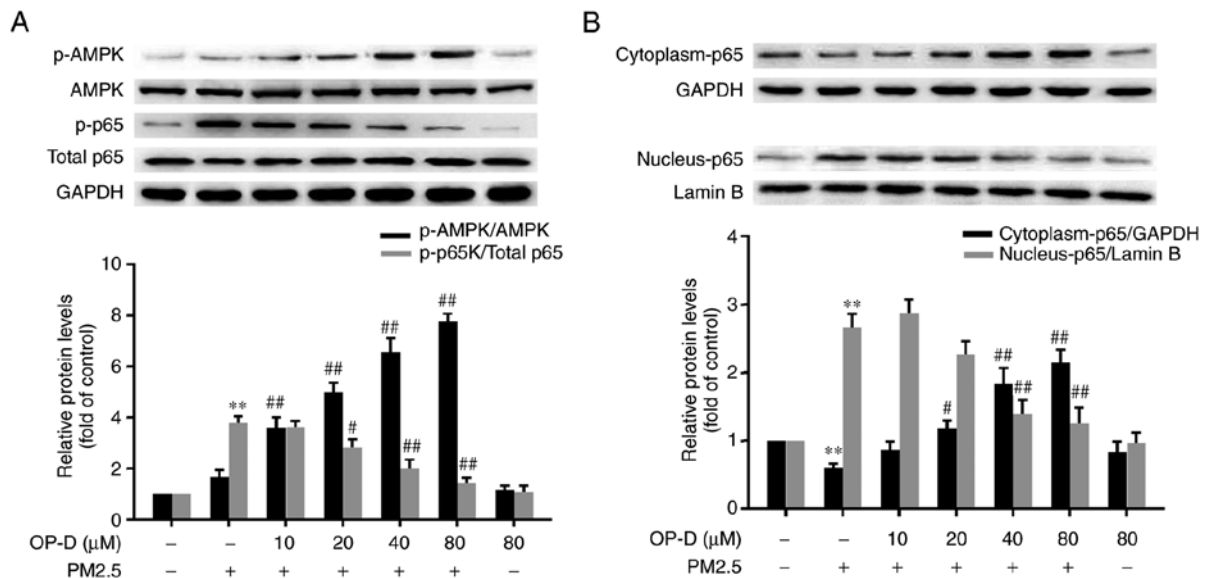 A
p-AMPK
AMPK
p-p65
Total p65
GAPDH
p-AMPK/AMPK
p-p65K/Total p65
Relative protein levels
(fold of control)
10
8
6
4
2
0
**
##
##
#
##
##
##
##
OP-D (μM) – – 10 20 40 80 80
PM2.5 – + + + + + –
B
Cytoplasm-p65
GAPDH
Nucleus-p65
Lamin B
Cytoplasm-p65/GAPDH
Nucleus-p65/Lamin B
Relative protein levels
(fold of control)
4
3
2
1
0
**
**
#
##
##
##
##
OP-D (μM) – – 10 20 40 80 80
PM2.5 – + + + + + –